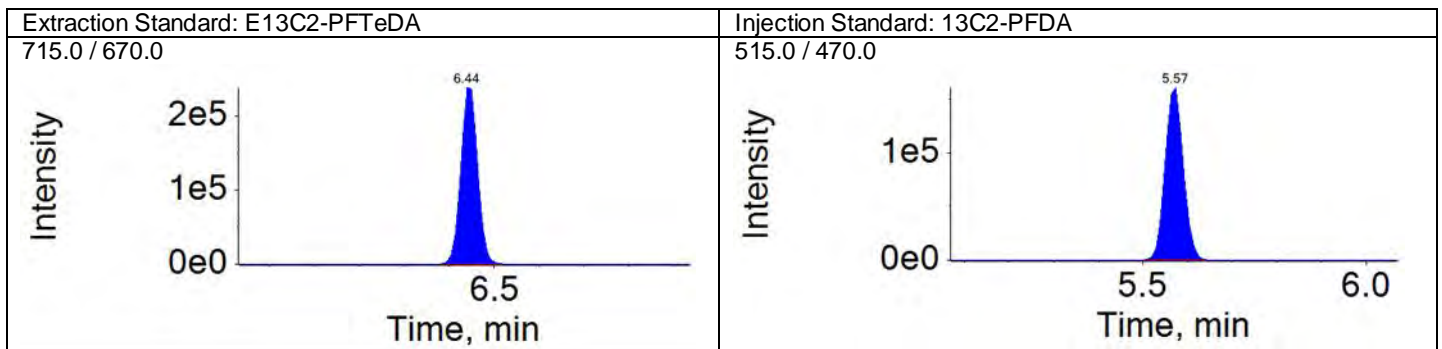 Extraction Standard: E13C2-PFTeDA
715.0 / 670.0
6.44
2e5
1e5
0e0
Intensity
6.5
Time, min
Injection Standard: 13C2-PFDA
515.0 / 470.0
5.57
1e5
0e0
Intensity
5.5 6.0
Time, min